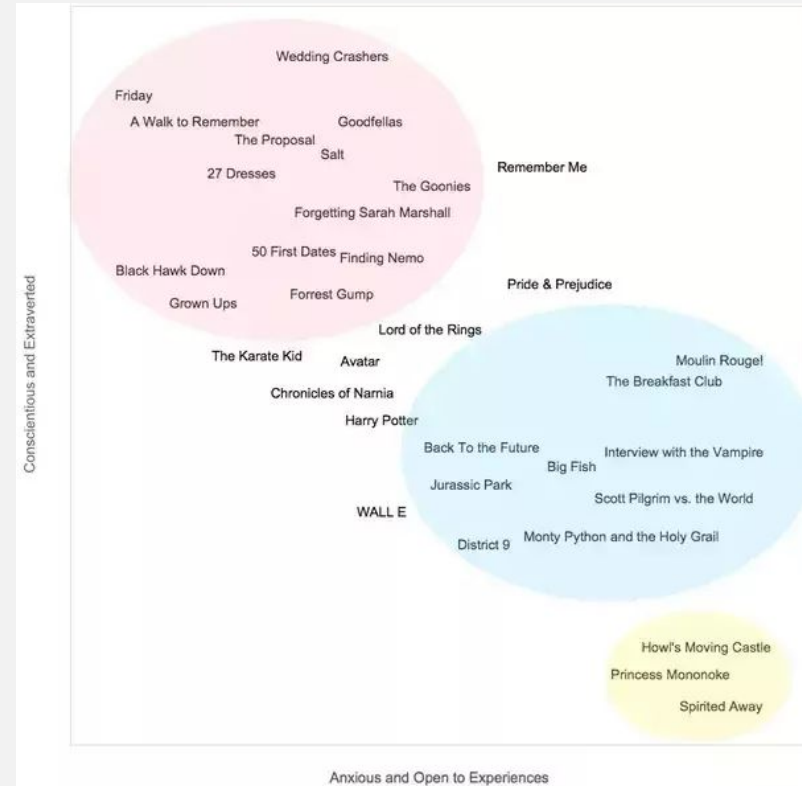 Wedding Crashers
Friday
A Walk to Remember
Goodfellas
The Proposal
Salt
Remember Me
27 Dresses
The Goonies
Forgetting Sarah Marshall
50 First Dates
Finding Nemo
Black Hawk Down
Pride & Prejudice
Forrest Gump
Grown Ups
Lord of the Rings
The Karate Kid
Avatar
Moulin Rouge!
The Breakfast Club
Chronicles of Narnia
Harry Potter
Back To the Future
Interview with the Vampire
Big Fish
Jurassic Park
Scott Pilgrim vs. the World
WALL E
Monty Python and the Holy Grail
District 9
Howl's Moving Castle
Princess Mononoke
Spirited Away
Conscientious and Extraverted
Anxious and Open to Experiences